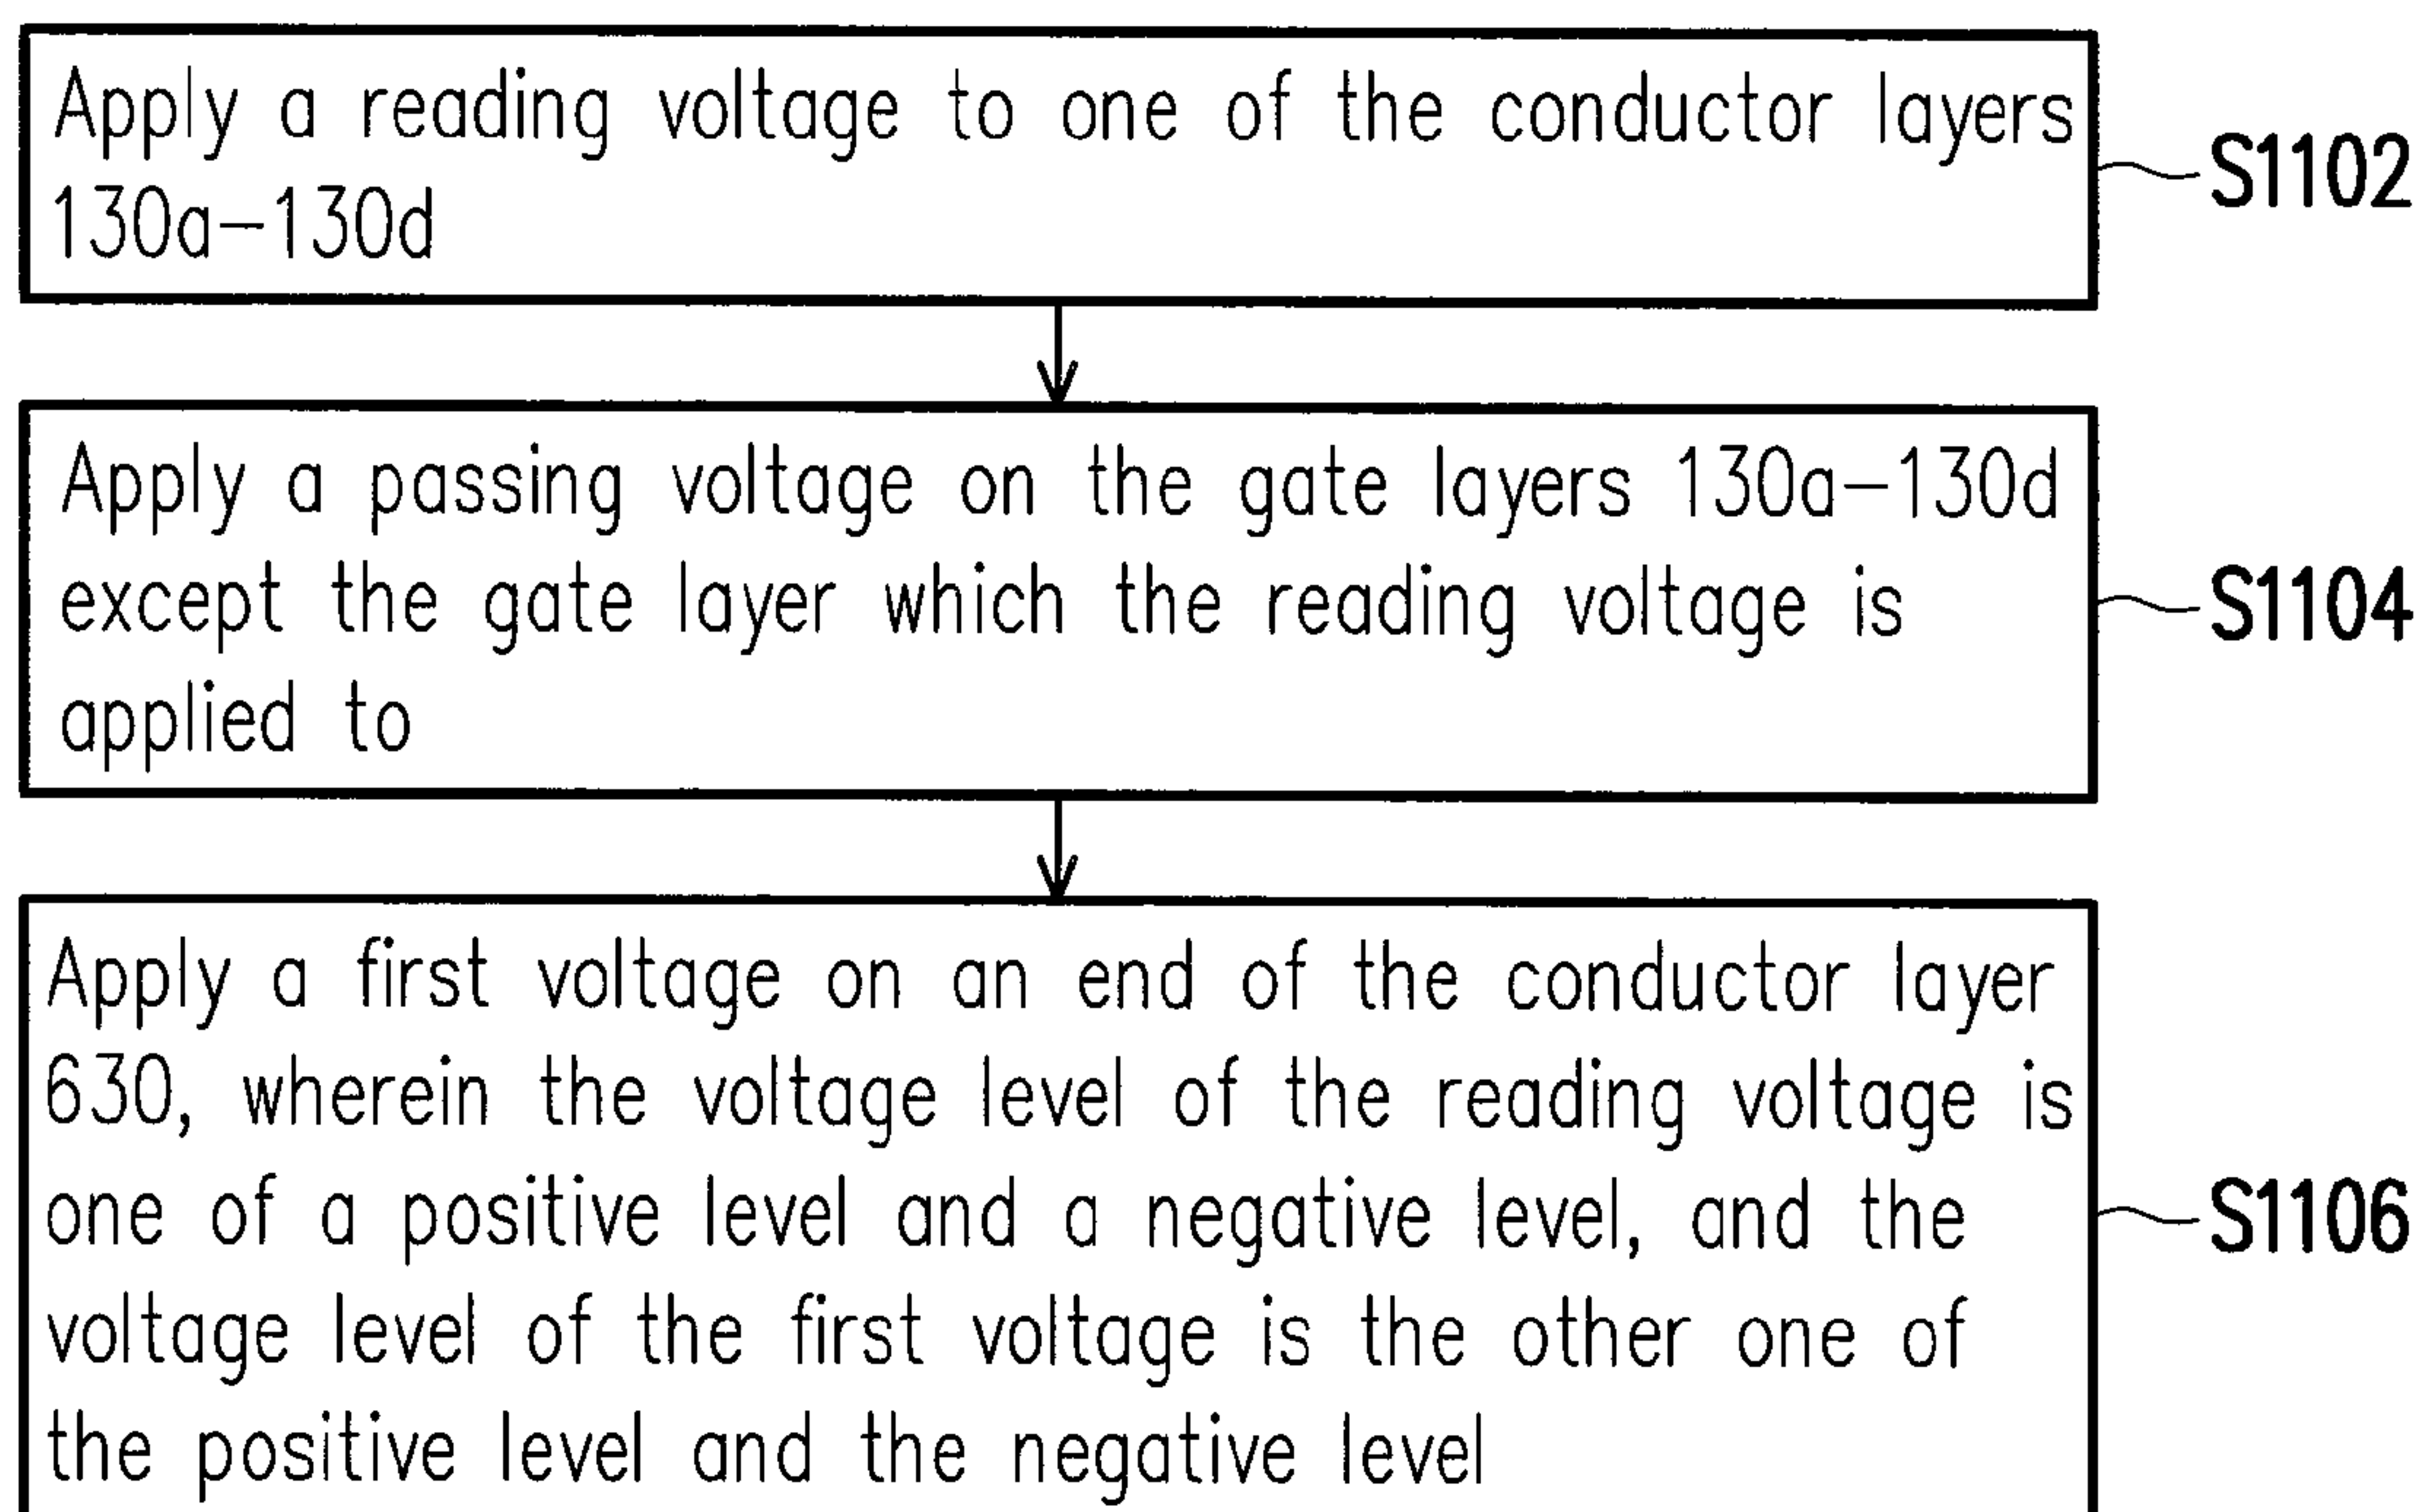 Apply a reading voltage to one of the conductor layers
130a-130d
S1102
Apply a passing voltage on the gate layers 130a-130d
except the gate layer which the reading voltage is
applied to
S1104
Apply a first voltage on an end of the conductor layer
630, wherein the voltage level of the reading voltage is
one of a positive level and a negative level, and the
voltage level of the first voltage is the other one of
the positive level and the negative level
S1106